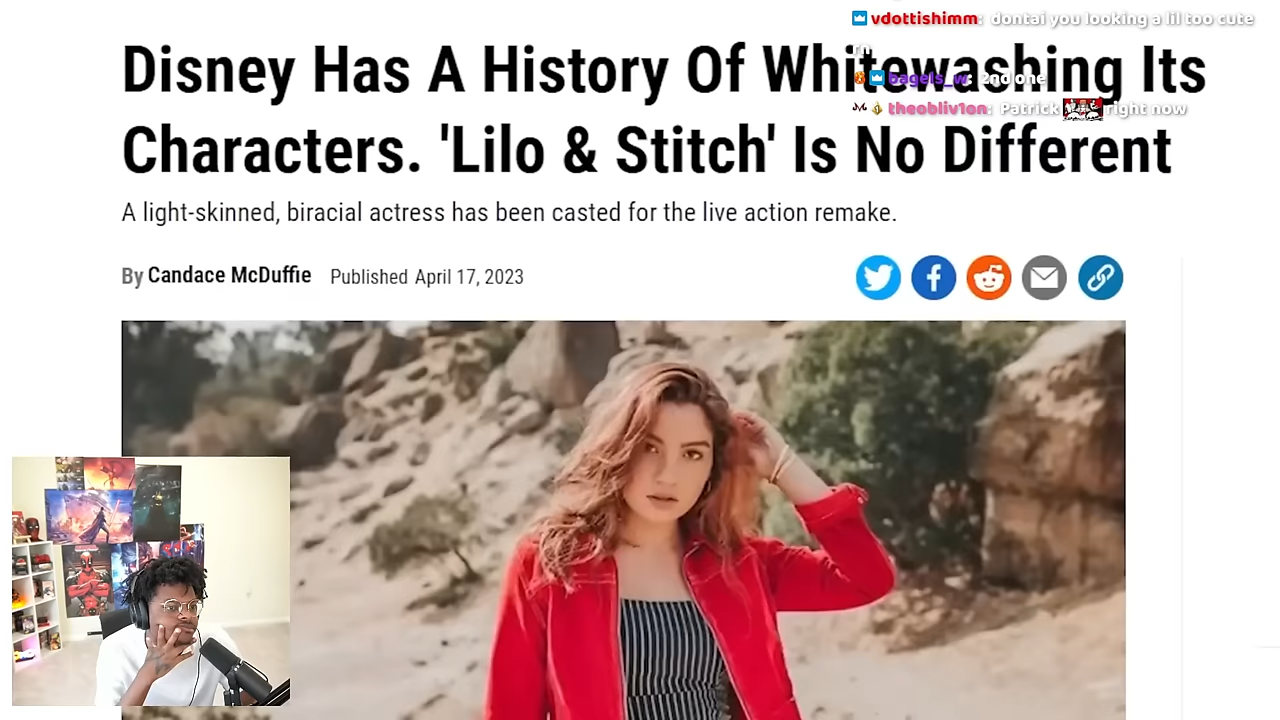 vdottishimm: dontai you looking a lil too cute
rn
Disney Has A History Of Whitewashing Its
bagels_w: 2nd one
theobliv1on: Patrick right now
Characters. 'Lilo & Stitch' Is No Different
A light-skinned, biracial actress has been casted for the live action remake.
By Candace McDuffie Published April 17, 2023